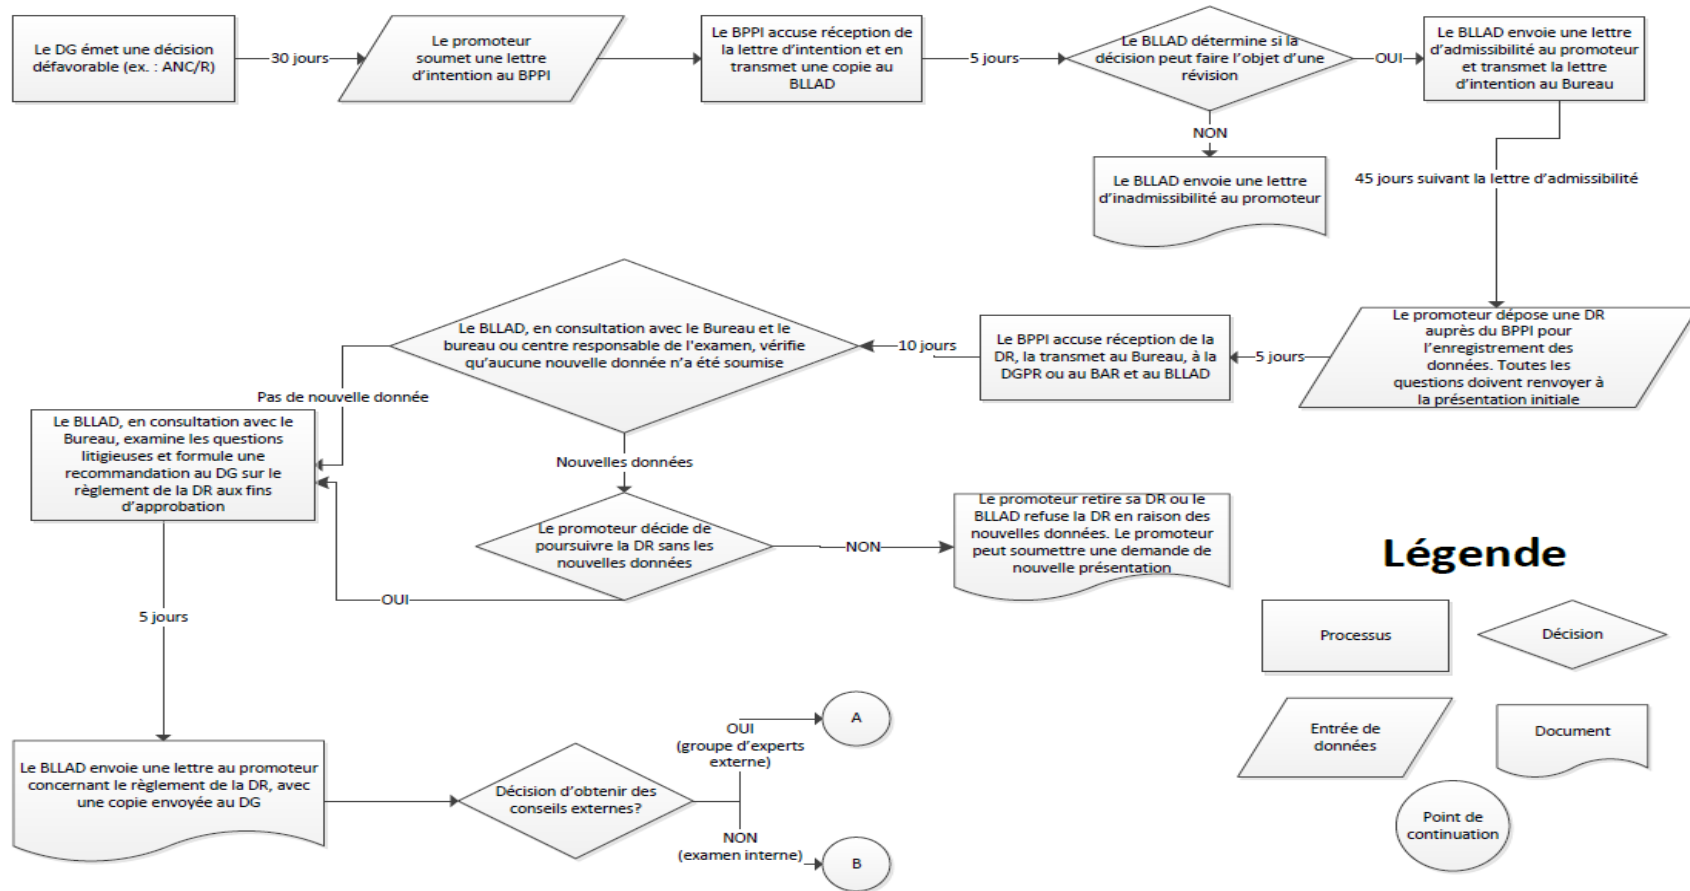 Le DG émet une décision
défavorable (ex. : ANC/R)
30 jours
Le promoteur
soumet une lettre
d’intention au BPPI
Le BPPI accuse réception de
la lettre d’intention et en
transmet une copie au
BLLAD
5 jours
Le BLLAD détermine si la
décision peut faire l’objet d’une
révision
OUI
Le BLLAD envoie une lettre
d’admissibilité au promoteur
et transmet la lettre
d’intention au Bureau
NON
Le BLLAD envoie une lettre
d’inadmissibilité au promoteur
45 jours suivant la lettre d’admissibilité
Le promoteur dépose une DR
auprès du BPPI pour
l’enregistrement des
données. Toutes les
questions doivent renvoyer à
la présentation initiale
5 jours
Le BPPI accuse réception de la
DR, la transmet au Bureau, à la
DGPR ou au BAR et au BLLAD
10 jours
Le BLLAD, en consultation avec le Bureau et le
bureau ou centre responsable de l'examen, vérifie
qu’aucune nouvelle donnée n’a été soumise
Pas de nouvelle donnée
Le BLLAD, en consultation avec le
Bureau, examine les questions
litigieuses et formule une
recommandation au DG sur le
règlement de la DR aux fins
d’approbation
Nouvelles données
Le promoteur décide de
poursuivre la DR sans les
nouvelles données
NON
Le promoteur retire sa DR ou le
BLLAD refuse la DR en raison des
nouvelles données. Le promoteur
peut soumettre une demande de
nouvelle présentation
OUI
5 jours
Le BLLAD envoie une lettre au promoteur
concernant le règlement de la DR, avec
une copie envoyée au DG
Décision d’obtenir des
conseils externes?
OUI
(groupe d’experts
externe)
A
NON
(examen interne)
B
Légende
Processus
Décision
Entrée de
données
Document
Point de
continuation